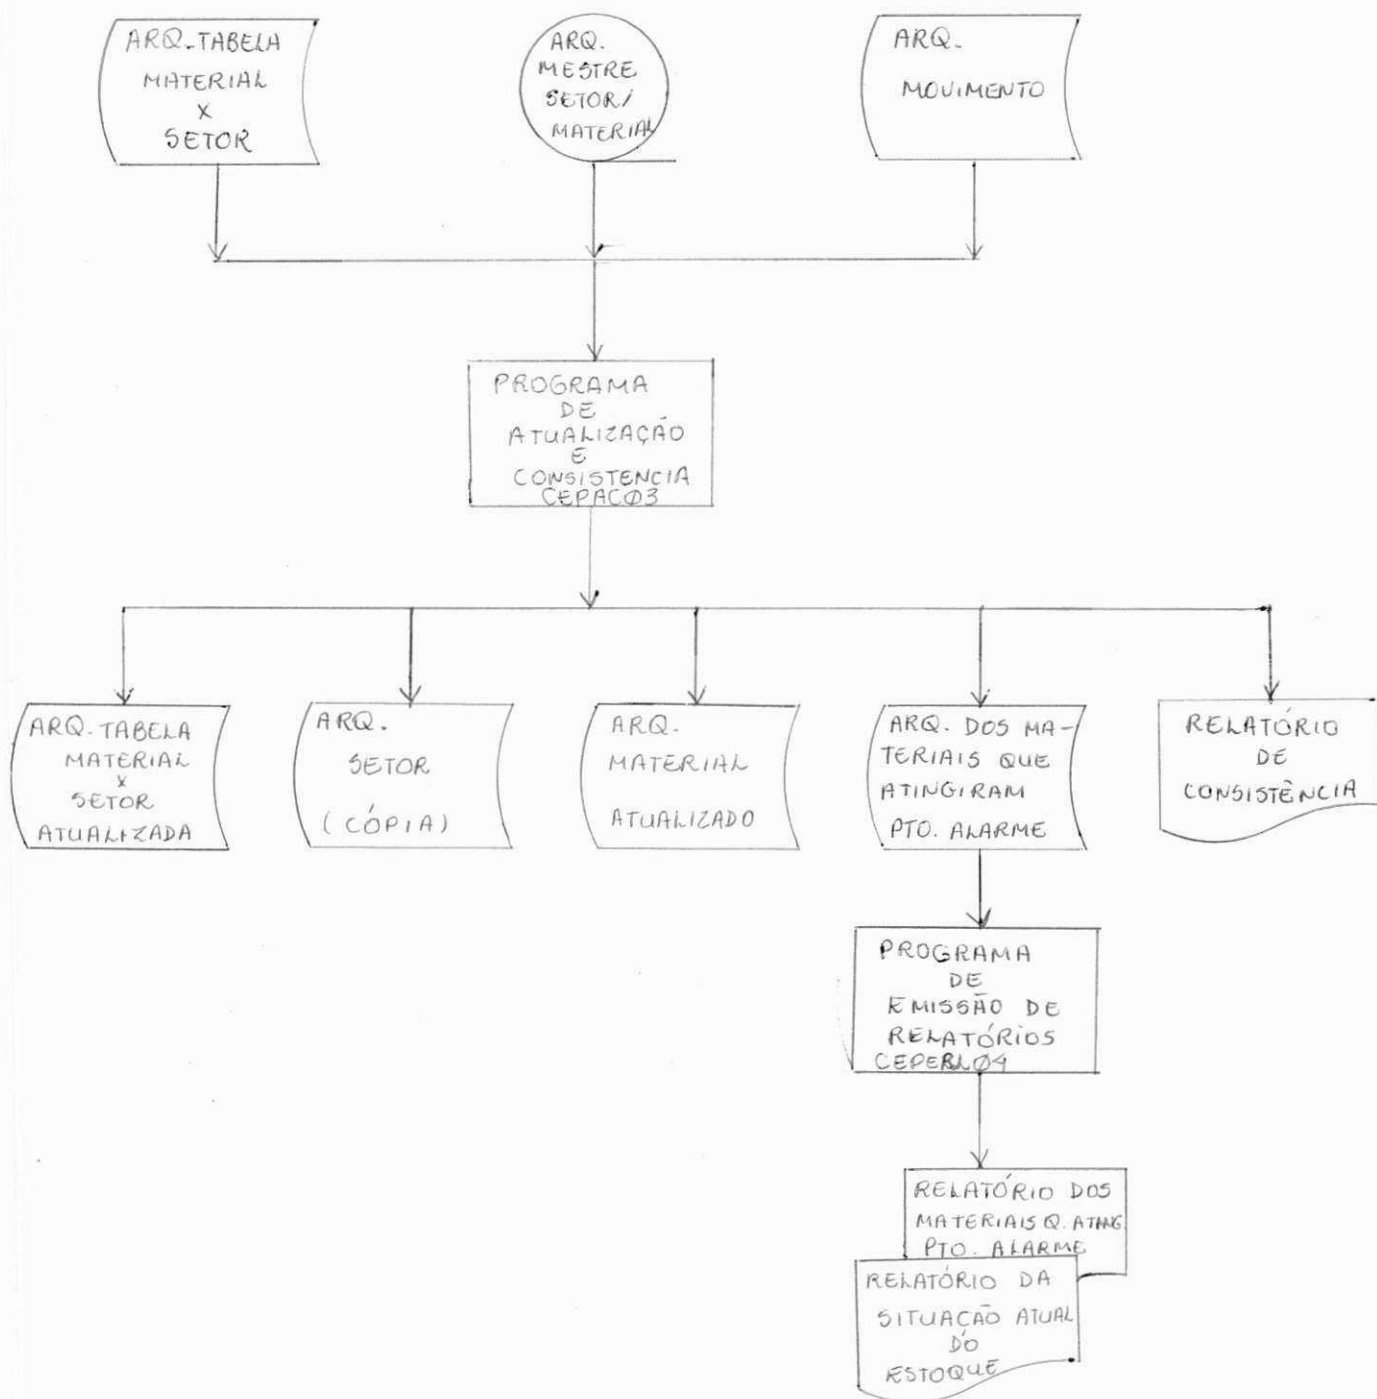 ARQ. TABELA
MATERIAL
X
SETOR
ARQ.
MESTRE
SETOR/
MATERIAL
ARQ.
MOVIMENTO
PROGRAMA
DE
ATUALIZAÇÃO
E
CONSISTENCIA
CEPACØ3
ARQ. TABELA
MATERIAL
X
SETOR
ATUALIZADA
ARQ.
SETOR
(CÓPIA)
ARQ.
MATERIAL
ATUALIZADO
ARQ. DOS MA-
TERIAIS QUE
ATINGIRAM
PTO. ALARME
RELATÓRIO
DE
CONSISTÊNCIA
PROGRAMA
DE
EMISSÃO DE
RELATÓRIOS
RELATÓRIO DOS
MATERIAIS Q. ATING.
PTO. ALARME
RELATÓRIO DA
SITUAÇÃO ATUAL
DO
ESTOQUE